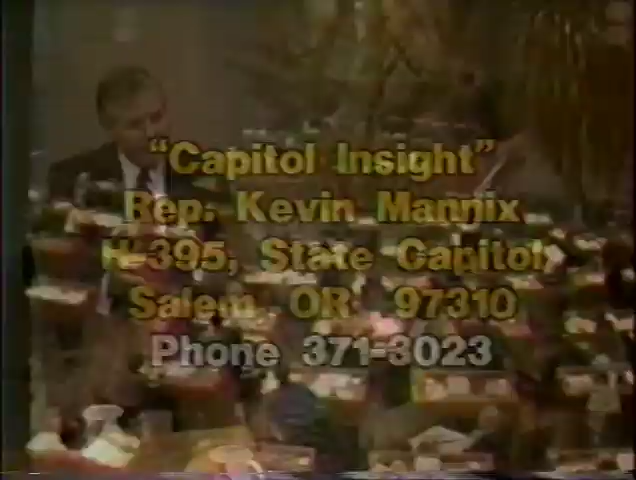 "Capitol Insight"
Rep. Kevin Mannix
H-395, State Capitol
Salem OR 97310
Phone 371-3023